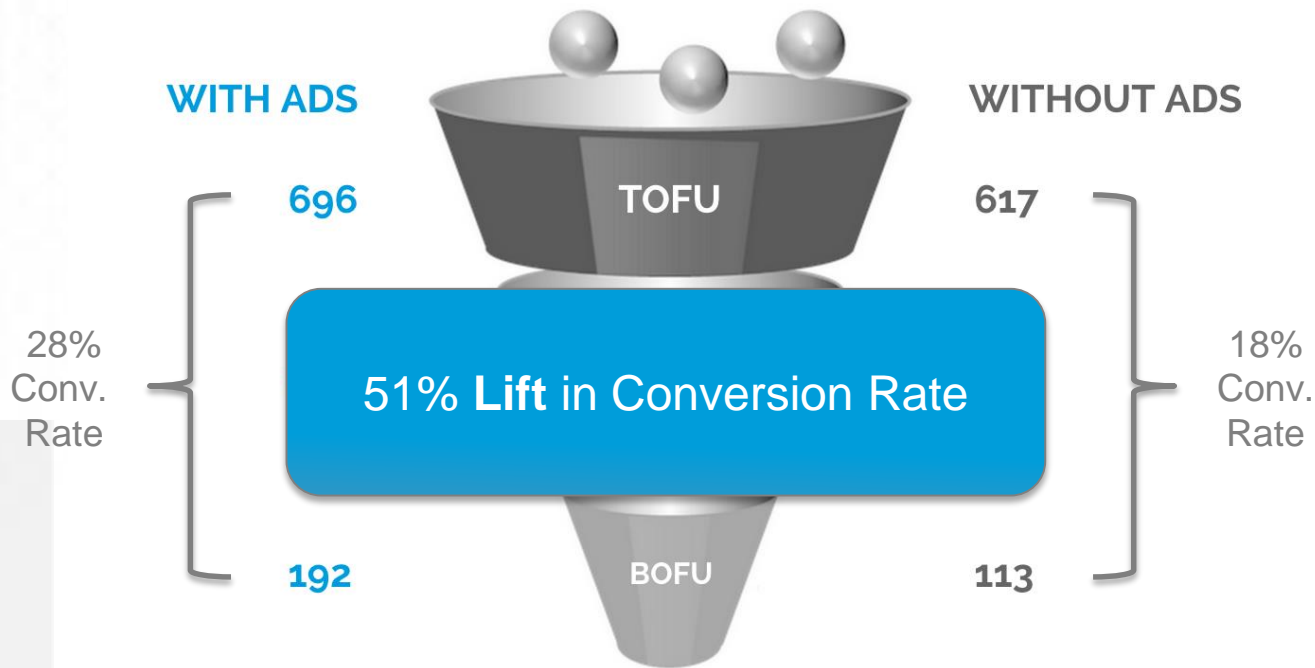 WITH ADS
WITHOUT ADS
696
TOFU
617
28%
Conv.
Rate
51% Lift in Conversion Rate
18%
Conv.
Rate
192
BOFU
113